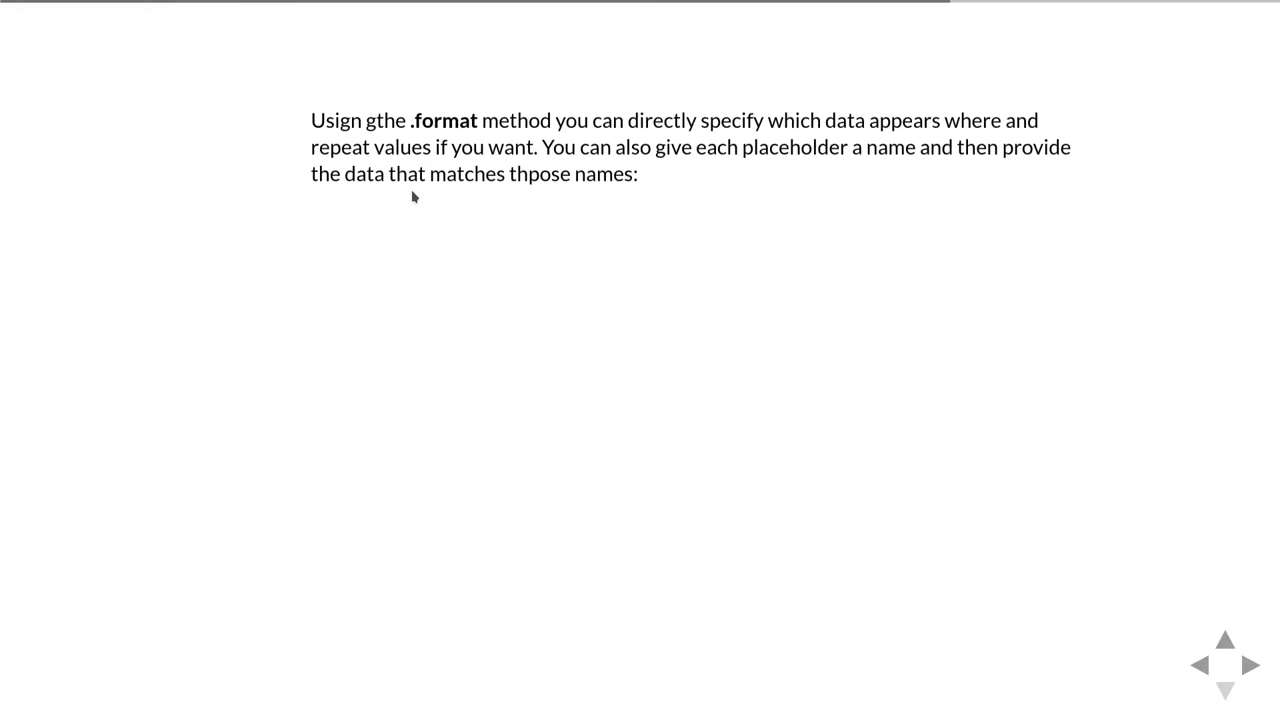 Usign gthe .format method you can directly specify which data appears where and
repeat values if you want. You can also give each placeholder a name and then provide
the data that matches thpose names: